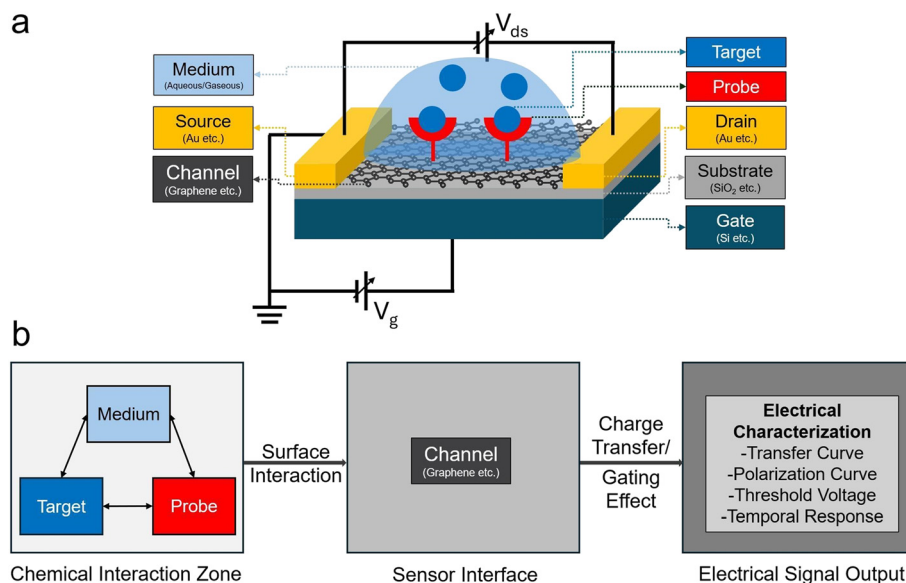 a
V_ds
Medium
(Aqueous/Gaseous)
Source
(Au etc.)
Channel
(Graphene etc.)
Target
Probe
Drain
(Au etc.)
Substrate
(SiO₂ etc.)
Gate
(Si etc.)
V_g
b
Medium
Target
Probe
Chemical Interaction Zone
Surface
Interaction
Channel
(Graphene etc.)
Sensor Interface
Charge
Transfer/
Gating
Effect
Electrical
Characterization
-Transfer Curve
-Polarization Curve
-Threshold Voltage
-Temporal Response
Electrical Signal Output